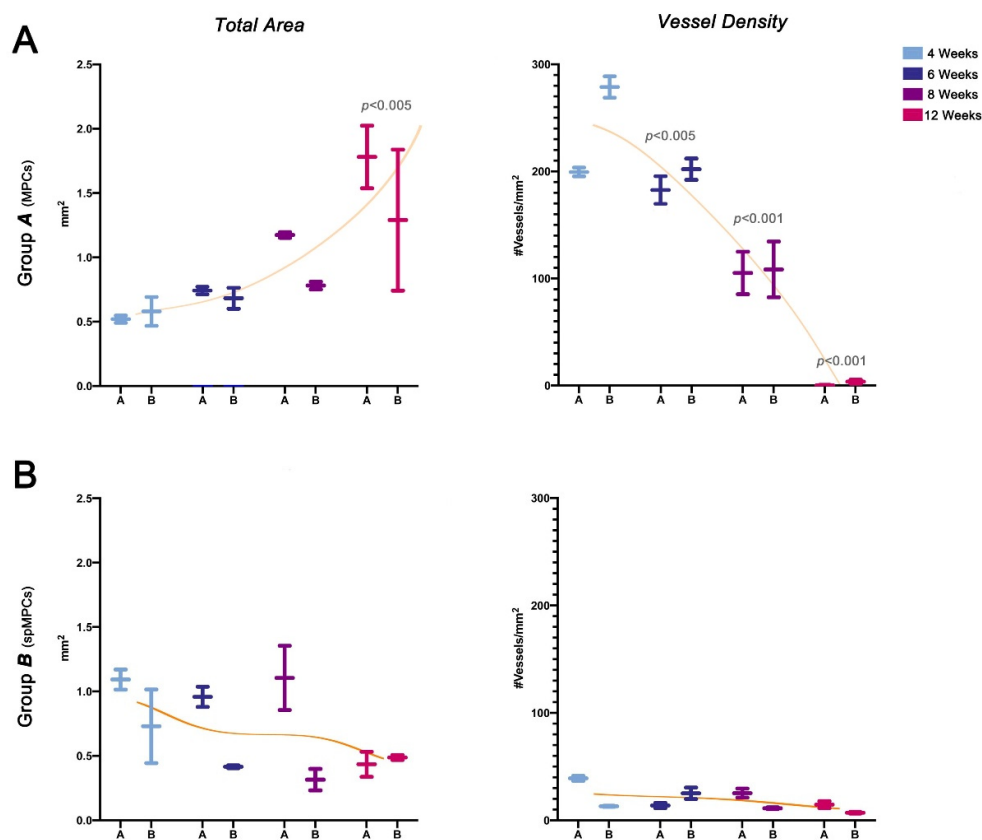 Total Area
Vessel Density
A
4 Weeks
6 Weeks
8 Weeks
12 Weeks
Group A (MPCs)
mm²
2.5
2.0
1.5
1.0
0.5
0.0
p<0.005
A B A B A B A B
#Vessels/mm²
300
200
100
0
p<0.005
p<0.001
p<0.001
A B A B A B A B
B
Group B (spMPCs)
mm²
2.5
2.0
1.5
1.0
0.5
0.0
A B A B A B A B
#Vessels/mm²
300
200
100
0
A B A B A B A B